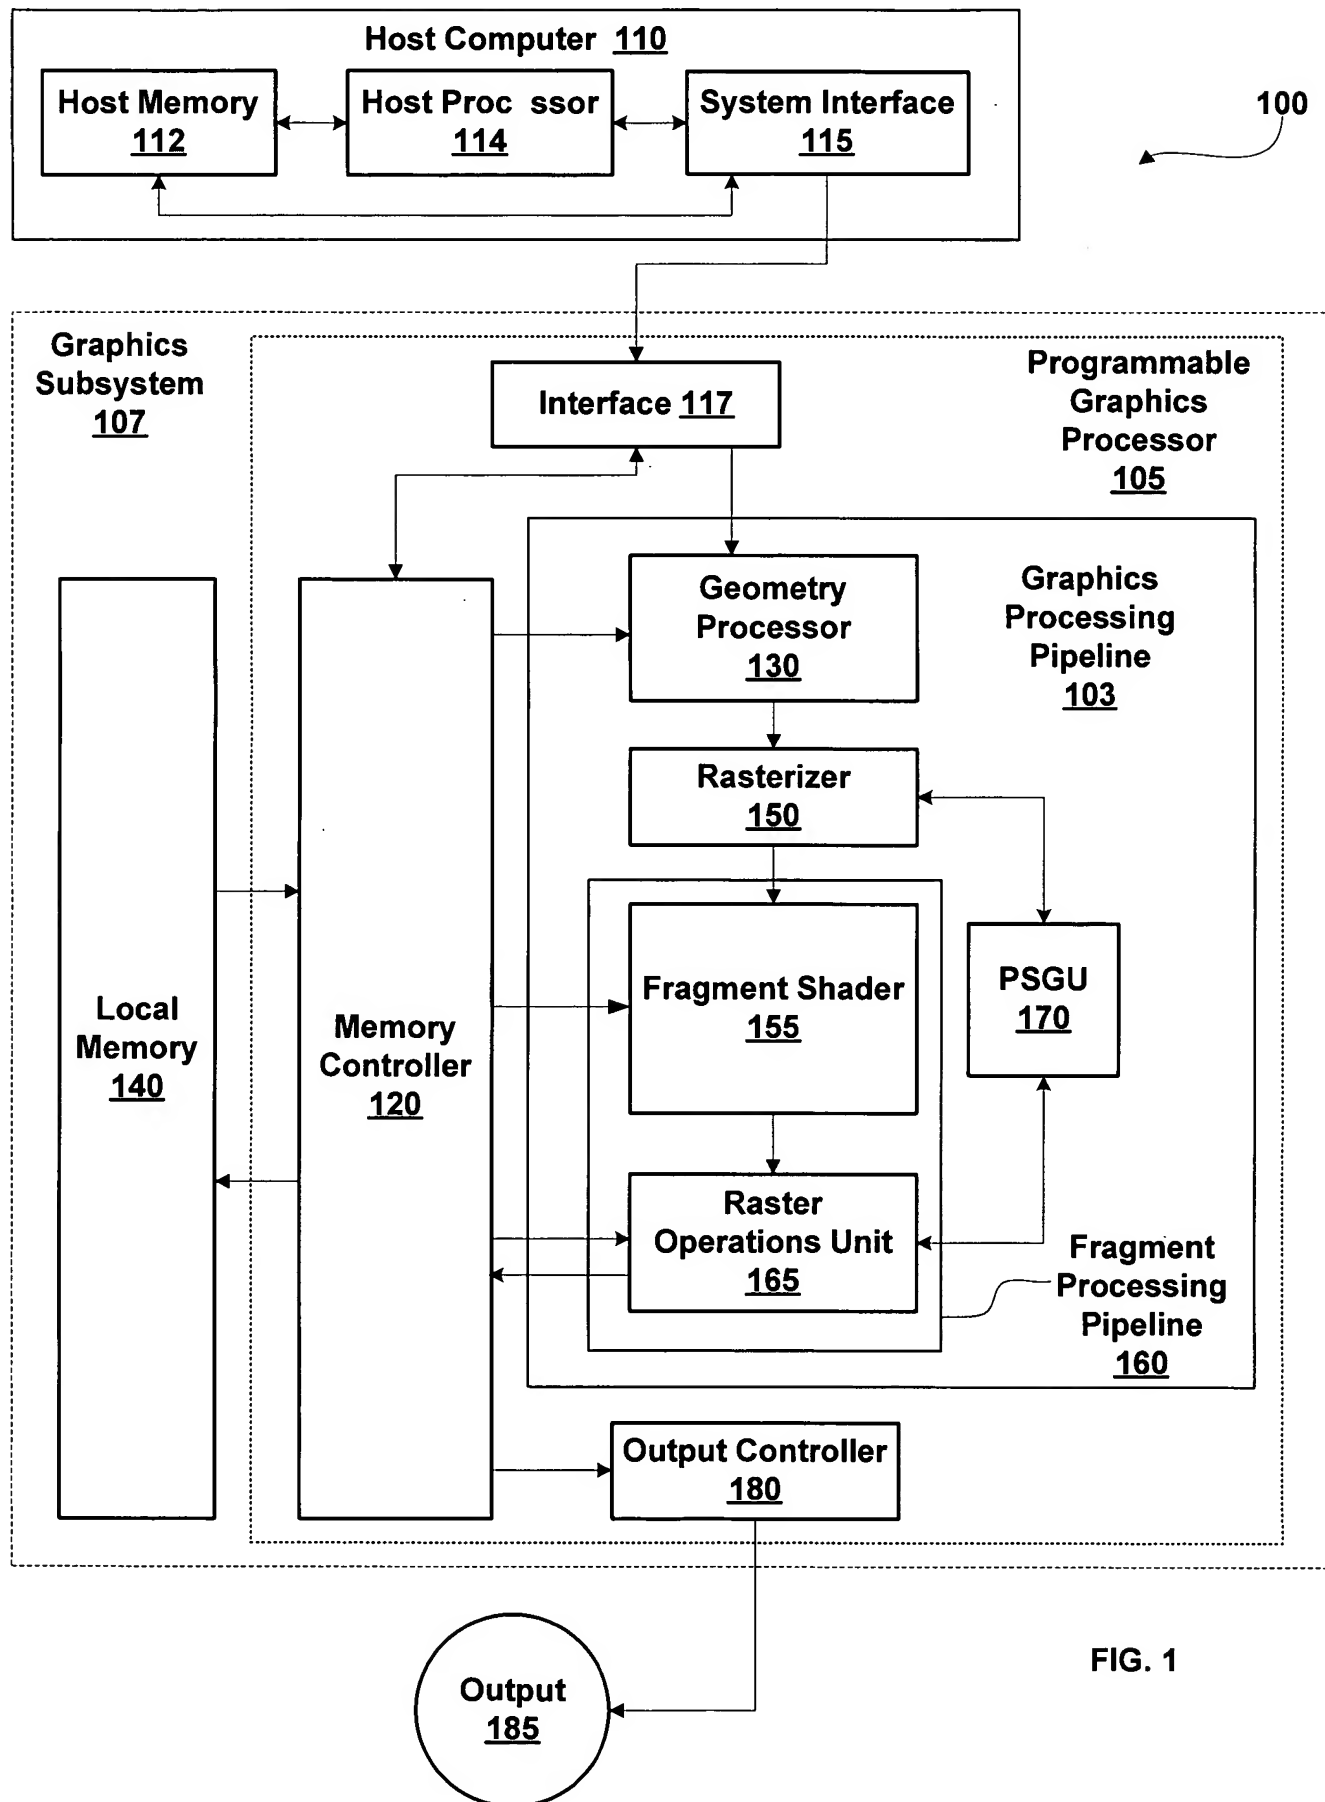 Host Computer 110
Host Memory
112
Host Proc ssor
114
System Interface
115
100
Graphics
Subsystem
107
Interface 117
Programmable
Graphics
Processor
105
Geometry
Processor
130
Graphics
Processing
Pipeline
103
Rasterizer
150
Local
Memory
140
Memory
Controller
120
Fragment Shader
155
PSGU
170
Raster
Operations Unit
165
Fragment
Processing
Pipeline
160
Output Controller
180
Output
185
FIG. 1